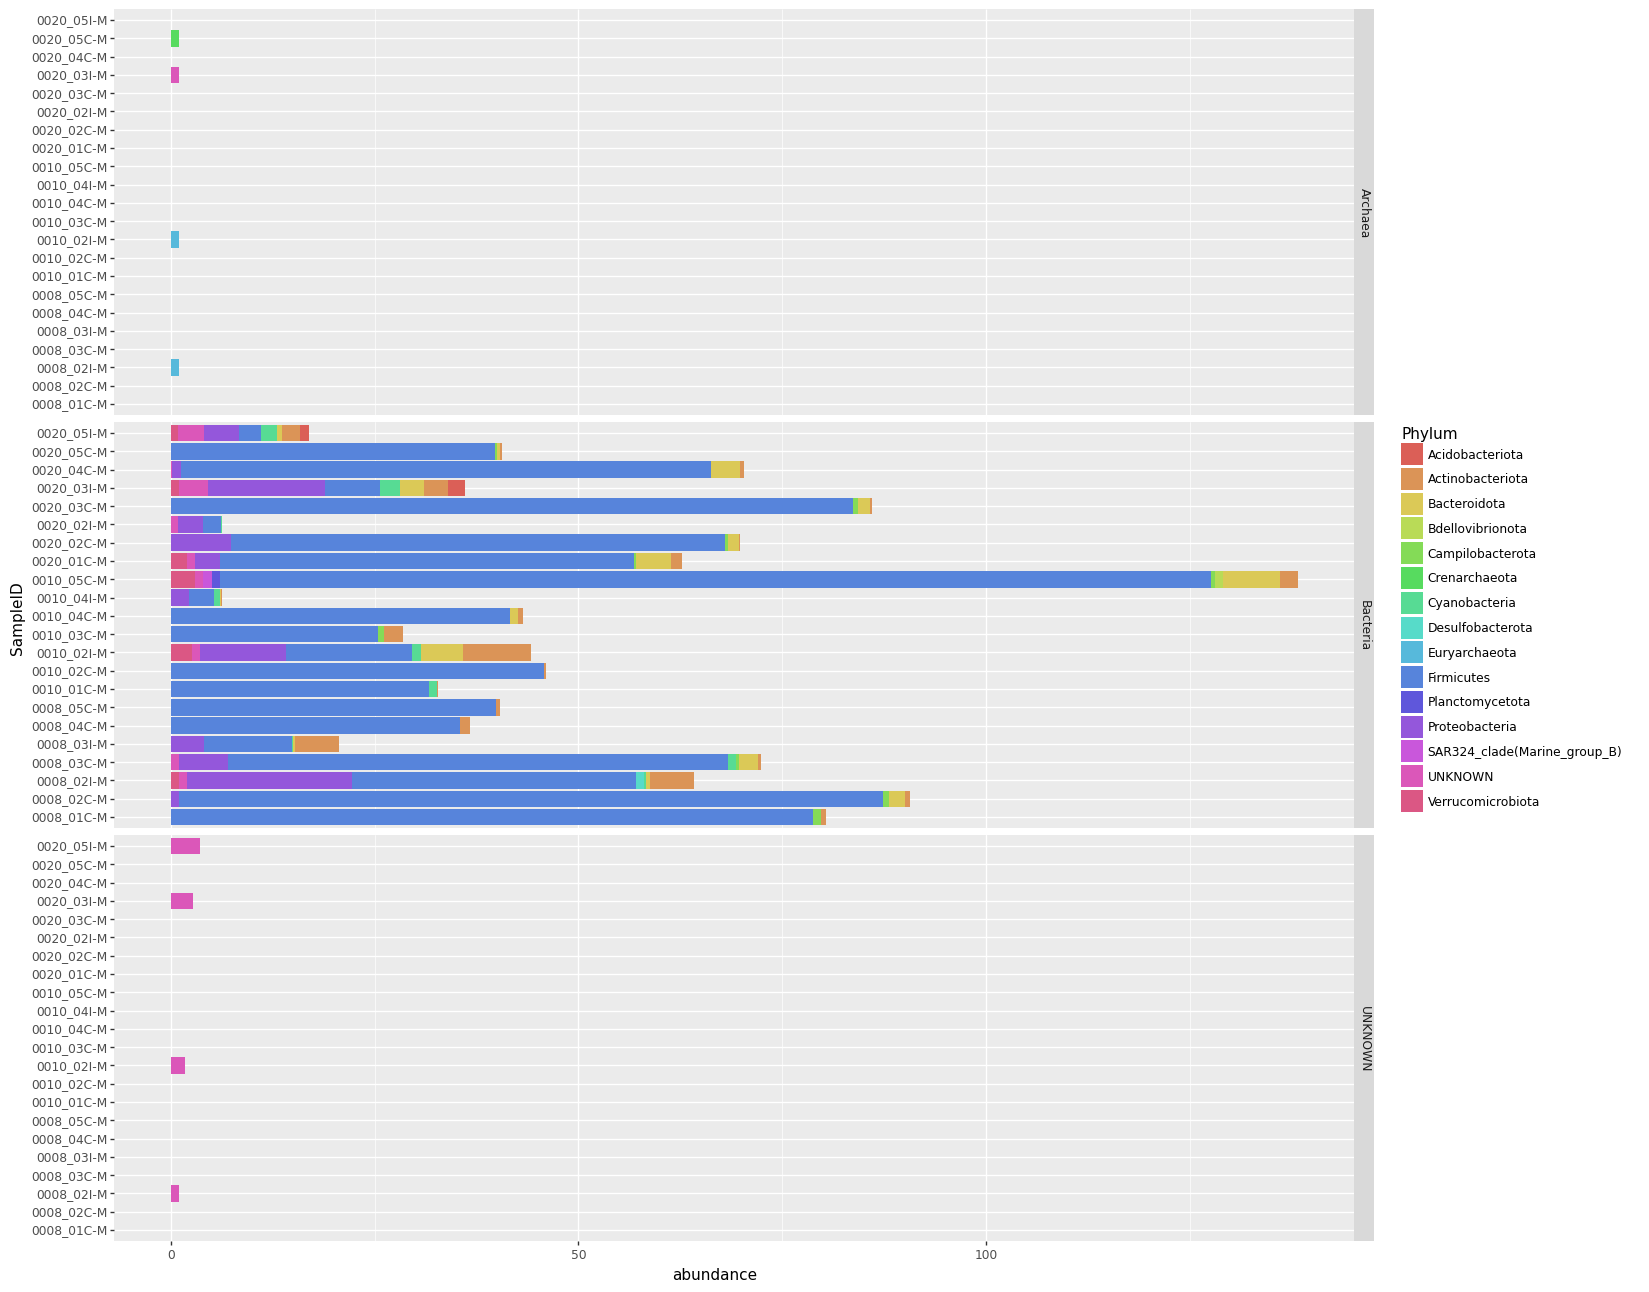 0020_05I-M
0020_05C-M
0020_04C-M
0020_03I-M
0020_03C-M
0020_02I-M
0020_02C-M
0020_01C-M
0010_05C-M
0010_04I-M
0010_04C-M
0010_03C-M
0010_02I-M
0010_02C-M
0010_01C-M
0008_05C-M
0008_04C-M
0008_03I-M
0008_03C-M
0008_02I-M
0008_02C-M
0008_01C-M
Archaea
0020_05I-M
0020_05C-M
0020_04C-M
0020_03I-M
0020_03C-M
0020_02I-M
0020_02C-M
0020_01C-M
0010_05C-M
0010_04I-M
0010_04C-M
0010_03C-M
0010_02I-M
0010_02C-M
0010_01C-M
0008_05C-M
0008_04C-M
0008_03I-M
0008_03C-M
0008_02I-M
0008_02C-M
0008_01C-M
Bacteria
0020_05I-M
0020_05C-M
0020_04C-M
0020_03I-M
0020_03C-M
0020_02I-M
0020_02C-M
0020_01C-M
0010_05C-M
0010_04I-M
0010_04C-M
0010_03C-M
0010_02I-M
0010_02C-M
0010_01C-M
0008_05C-M
0008_04C-M
0008_03I-M
0008_03C-M
0008_02I-M
0008_02C-M
0008_01C-M
UNKNOWN
SampleID
0
50
100
abundance
Phylum
Acidobacteriota
Actinobacteriota
Bacteroidota
Bdellovibrionota
Campilobacterota
Crenarchaeota
Cyanobacteria
Desulfobacterota
Euryarchaeota
Firmicutes
Planctomycetota
Proteobacteria
SAR324_clade(Marine_group_B)
UNKNOWN
Verrucomicrobiota